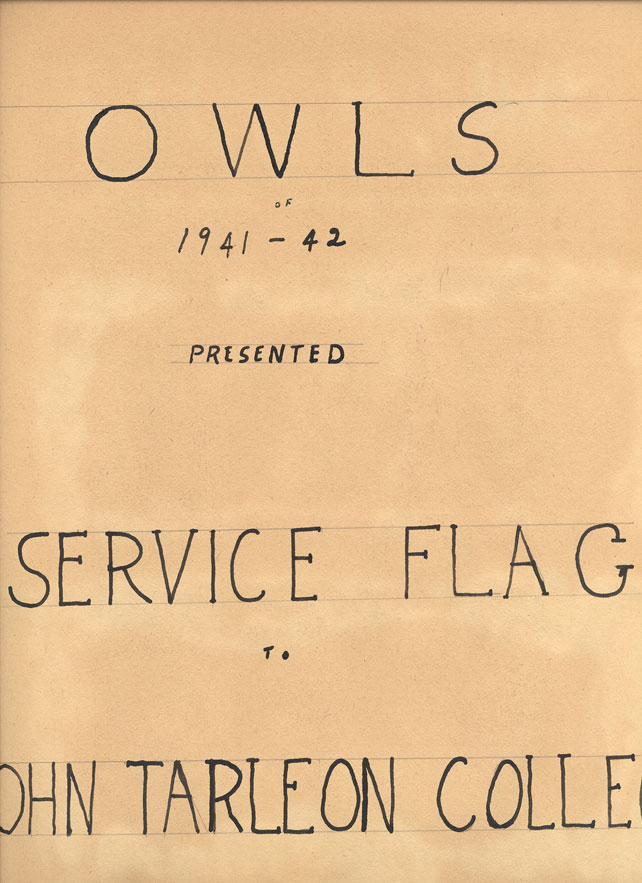 OWLS
OF
1941-42
PRESENTED
SERVICE FLAG
TO
OHN TARLEON COLLE